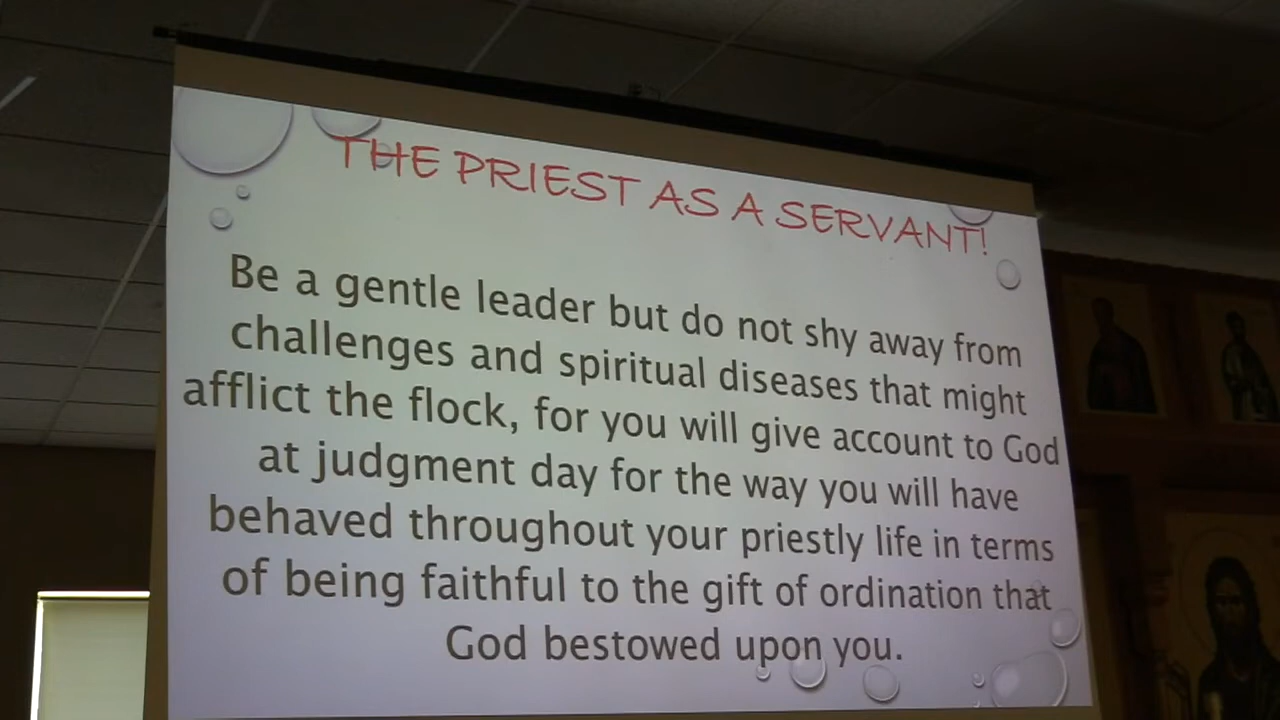 THE PRIEST AS A SERVANT!
Be a gentle leader but do not shy away from
challenges and spiritual diseases that might
afflict the flock, for you will give account to God
at judgment day for the way you will have
behaved throughout your priestly life in terms
of being faithful to the gift of ordination that
God bestowed upon you.